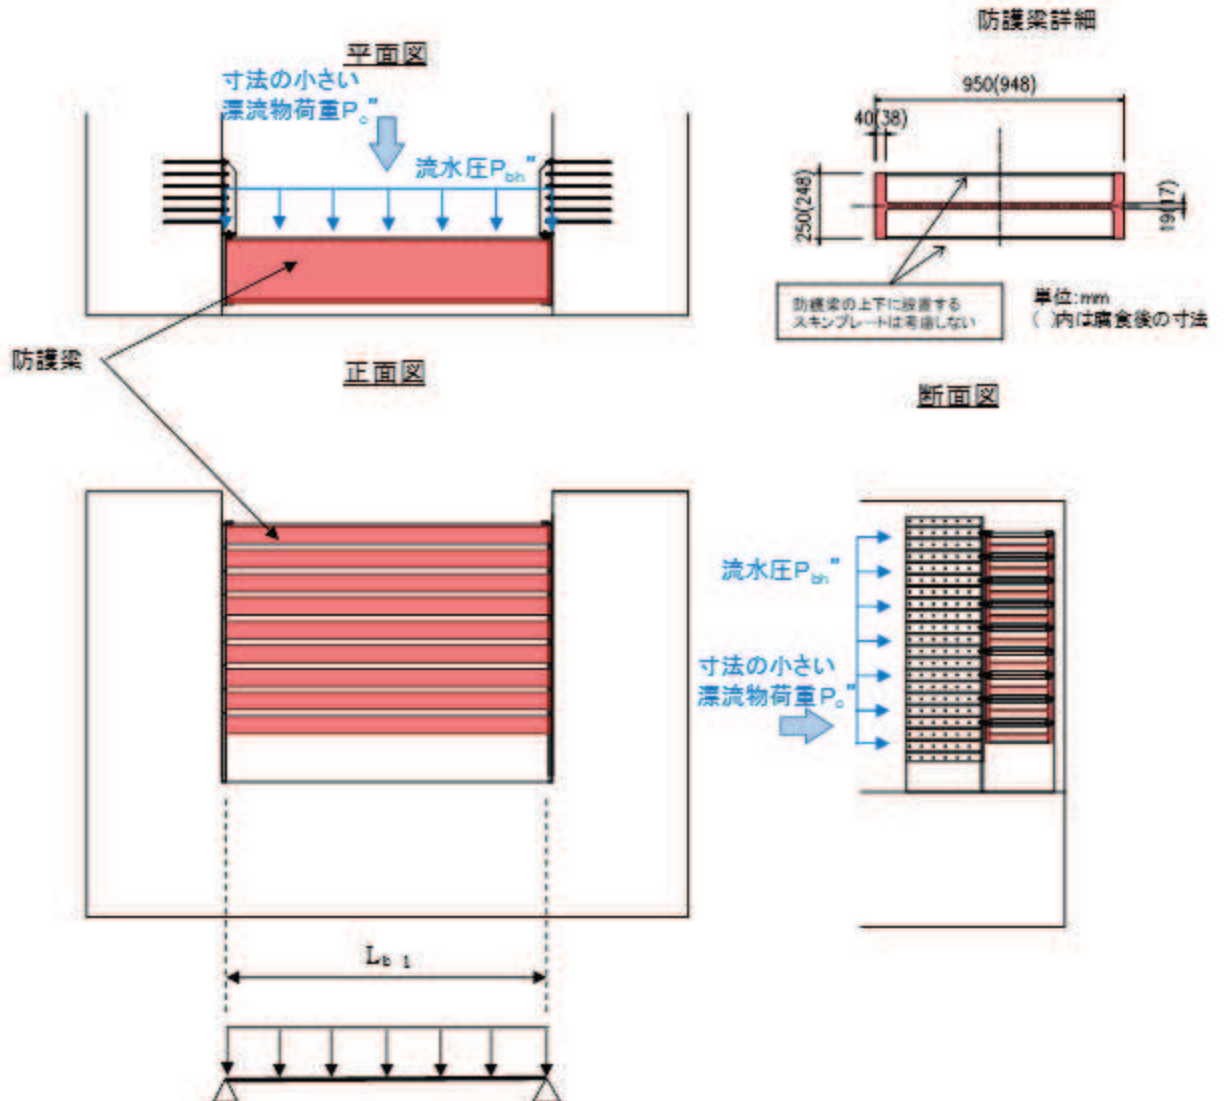 防護梁詳細
平面図
寸法の小さい
漂流物荷重P。”
流水圧Pbh”
950(948)
40(38)
250(248)
19(17)
防護梁の上下に設置する
スキンプレートは考慮しない
単位:mm
( )内は腐食後の寸法
防護梁
正面図
断面図
流水圧Pbh”
寸法の小さい
漂流物荷重P。”
Lb1